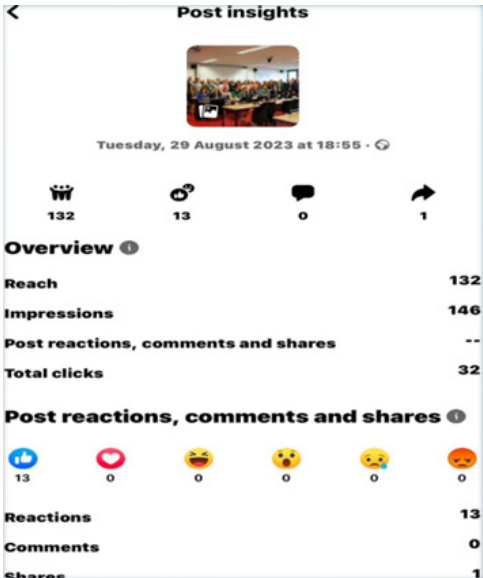 Post insights
Tuesday, 29 August 2023 at 18:55 ·
132 13 0 1
Overview
Reach 132
Impressions 146
Post reactions, comments and shares --
Total clicks 32
Post reactions, comments and shares
13 0 0 0 0 0
Reactions 13
Comments 0
Shares 1